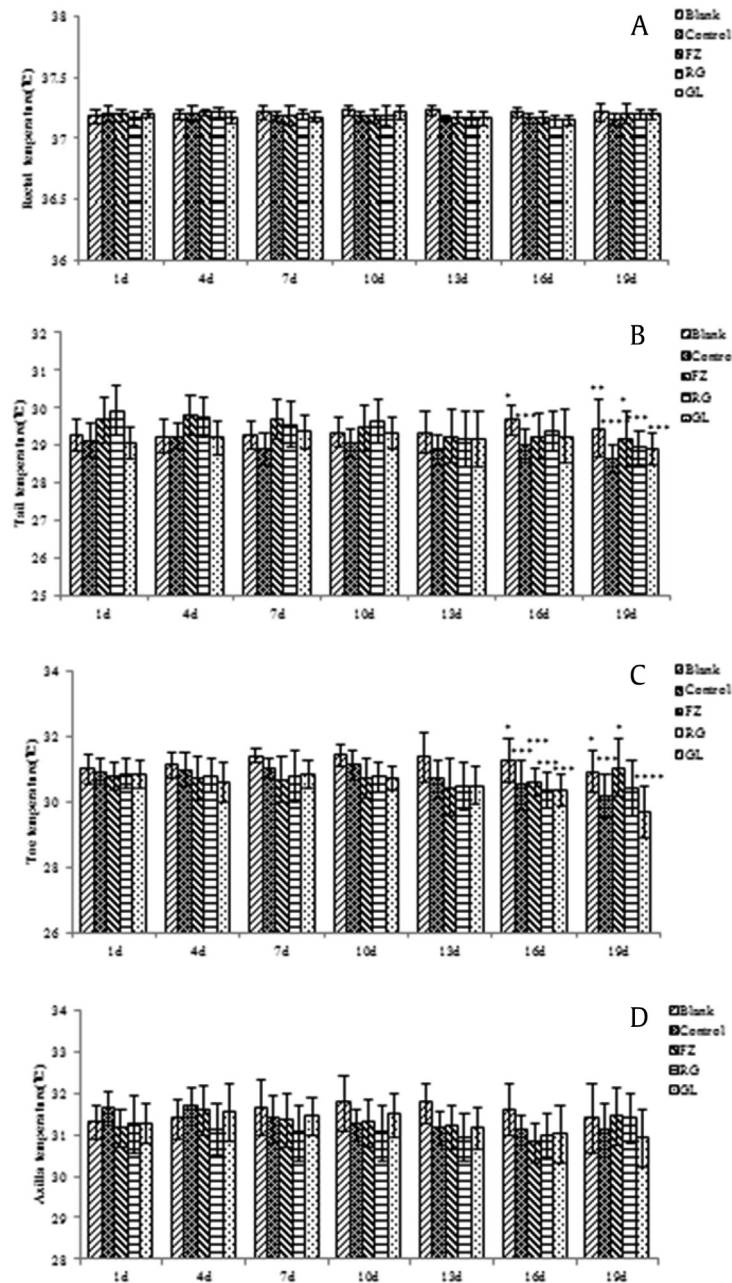 A
38
37.5
37
36.5
36
Rectal temperature(℃)
1d 4d 7d 10d 13d 16d 19d
Blank
Control
FZ
RG
GL
B
32
31
30
29
28
27
26
25
Tail temperature(℃)
* *** ** *** * *** ***
1d 4d 7d 10d 13d 16d 19d
Blank
Control
FZ
RG
GL
C
34
32
30
28
26
Toe temperature(℃)
* *** *** *** *** * *** * ****
1d 4d 7d 10d 13d 16d 19d
Blank
Control
FZ
RG
GL
D
34
33
32
31
30
29
28
Axilla temperature(℃)
1d 4d 7d 10d 13d 16d 19d
Blank
Control
FZ
RG
GL